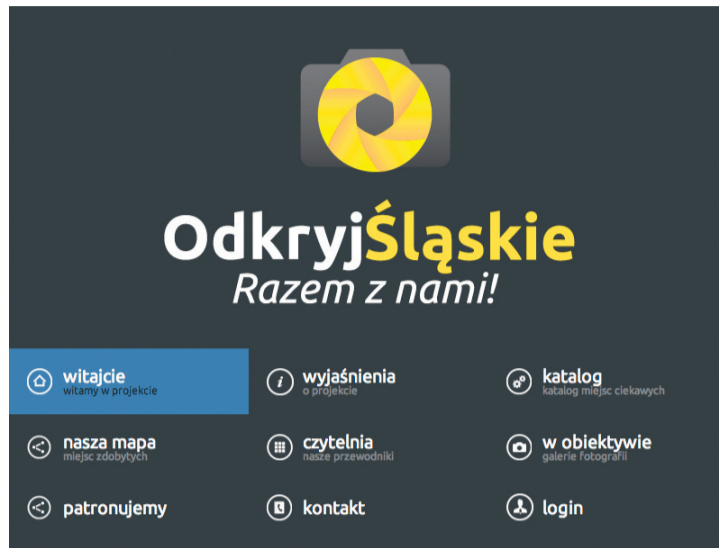 OdkryjŚląskie
Razem z nami!
witajcie
witamy w projekcie
wyjaśnienia
o projekcie
katalog
katalog miejsc ciekawych
nasza mapa
miejsc zdobytych
czytelnia
nasze przewodniki
w obiektywie
galerie fotografii
patronujemy
kontakt
login